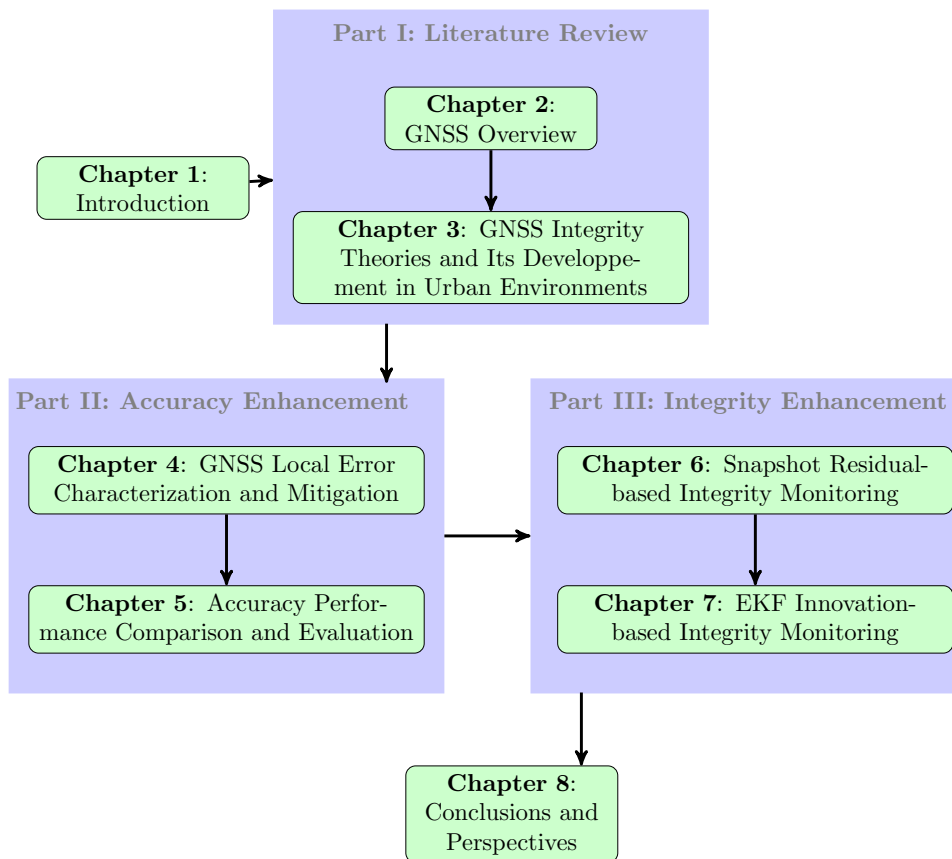 Part I: Literature Review
Chapter 2:
GNSS Overview
Chapter 1:
Introduction
Chapter 3: GNSS Integrity
Theories and Its Developpe-
ment in Urban Environments
Part II: Accuracy Enhancement
Chapter 4: GNSS Local Error
Characterization and Mitigation
Chapter 5: Accuracy Perfor-
mance Comparison and Evaluation
Part III: Integrity Enhancement
Chapter 6: Snapshot Residual-
based Integrity Monitoring
Chapter 7: EKF Innovation-
based Integrity Monitoring
Chapter 8:
Conclusions and
Perspectives